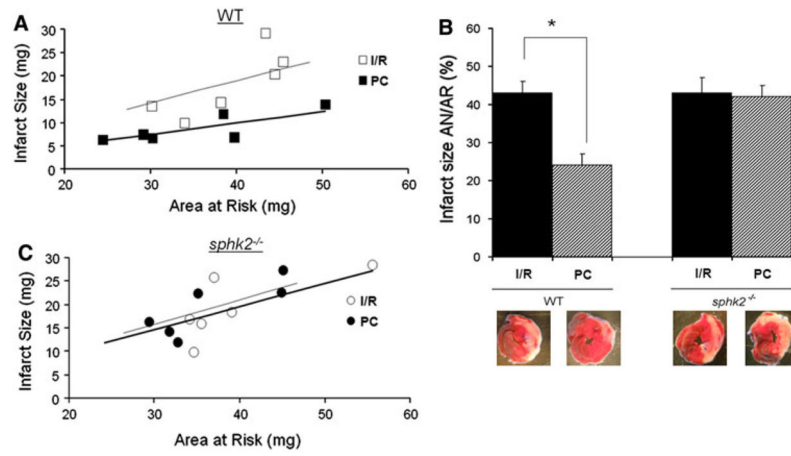 A
WT
Infarct Size (mg)
30
25
20
15
10
5
0
20 30 40 50 60
Area at Risk (mg)
I/R
PC
B
Infarct size AN/AR (%)
60
50
40
30
20
10
0
*
I/R PC I/R PC
WT sphk2-/-
C
sphk2-/-
Infarct Size (mg)
30
25
20
15
10
5
0
20 30 40 50 60
Area at Risk (mg)
I/R
PC